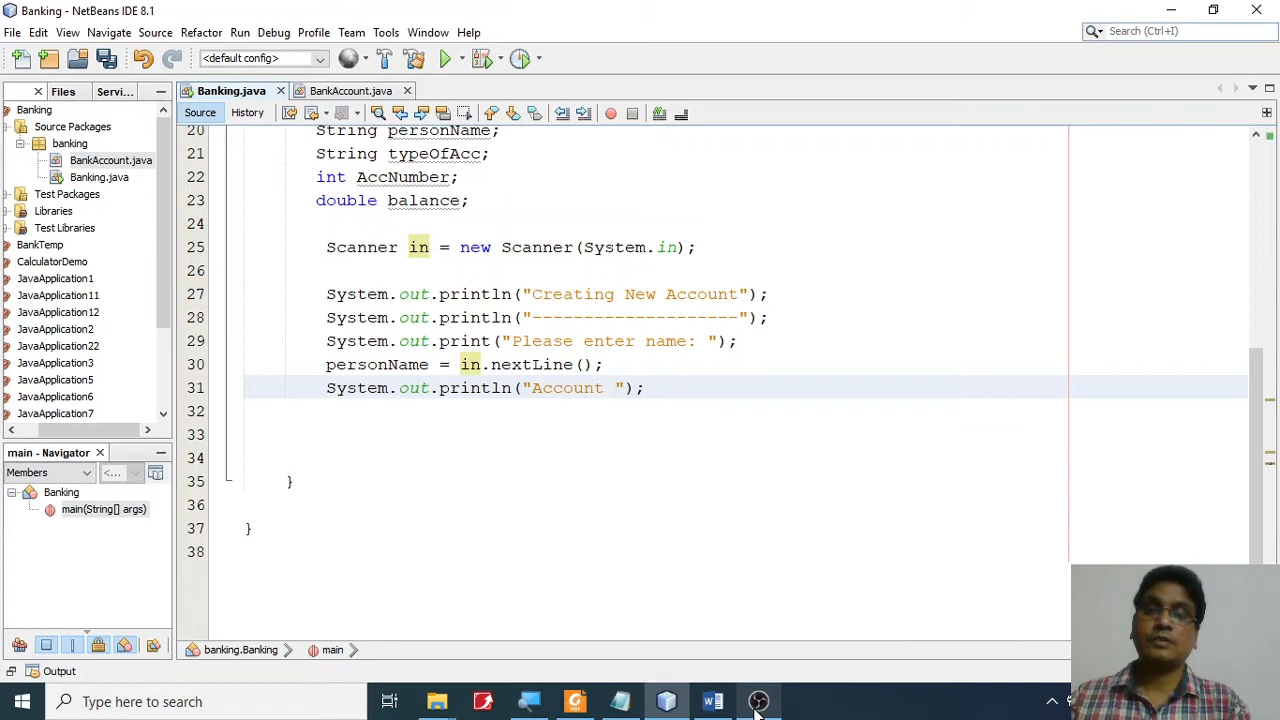 Banking - NetBeans IDE 8.1
File Edit View Navigate Source Refactor Run Debug Profile Team Tools Window Help
Search (Ctrl+I)
<default config>
Files Servi...
Banking.java BankAccount.java
Banking
Source History
Source Packages
banking
BankAccount.java
Banking.java
Test Packages
Libraries
Test Libraries
BankTemp
CalculatorDemo
JavaApplication1
JavaApplication11
JavaApplication12
JavaApplication2
JavaApplication22
JavaApplication3
JavaApplication5
JavaApplication6
JavaApplication7
20 String personName;
21 String typeOfAcc;
22 int AccNumber;
23 double balance;
24
25 Scanner in = new Scanner(System.in);
26
27 System.out.println("Creating New Account");
28 System.out.println("--------------------");
29 System.out.print("Please enter name: ");
30 personName = in.nextLine();
31 System.out.println("Account ");
32
33
34
35 }
36
37 }
38
main - Navigator
Members <...
Banking
main(String[] args)
banking.Banking main
Output
Type here to search